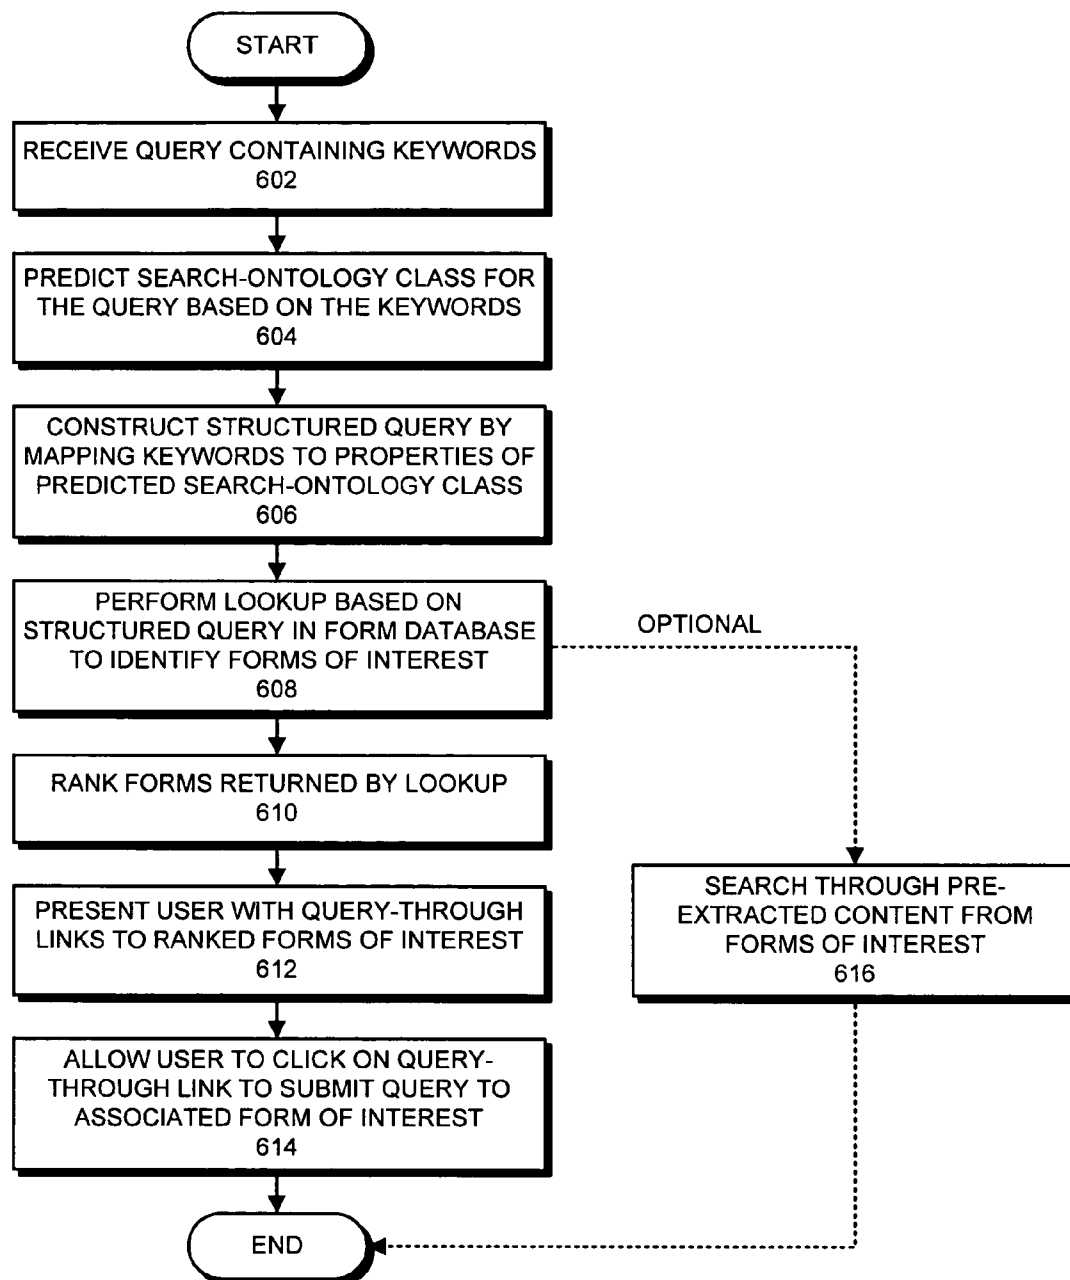 START
RECEIVE QUERY CONTAINING KEYWORDS
602
PREDICT SEARCH-ONTOLOGY CLASS FOR
THE QUERY BASED ON THE KEYWORDS
604
CONSTRUCT STRUCTURED QUERY BY
MAPPING KEYWORDS TO PROPERTIES OF
PREDICTED SEARCH-ONTOLOGY CLASS
606
PERFORM LOOKUP BASED ON
STRUCTURED QUERY IN FORM DATABASE
TO IDENTIFY FORMS OF INTEREST
608
OPTIONAL
RANK FORMS RETURNED BY LOOKUP
610
PRESENT USER WITH QUERY-THROUGH
LINKS TO RANKED FORMS OF INTEREST
612
SEARCH THROUGH PRE-
EXTRACTED CONTENT FROM
FORMS OF INTEREST
616
ALLOW USER TO CLICK ON QUERY-
THROUGH LINK TO SUBMIT QUERY TO
ASSOCIATED FORM OF INTEREST
614
END